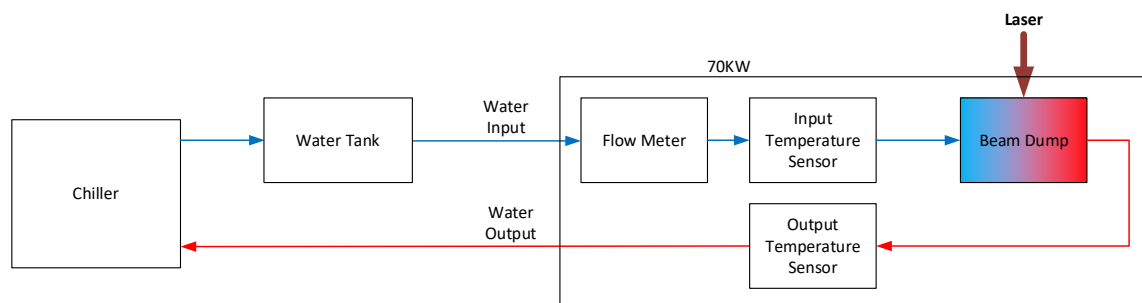 Laser
70KW
Chiller
Water Tank
Water
Input
Flow Meter
Input
Temperature
Sensor
Beam Dump
Water
Output
Output
Temperature
Sensor